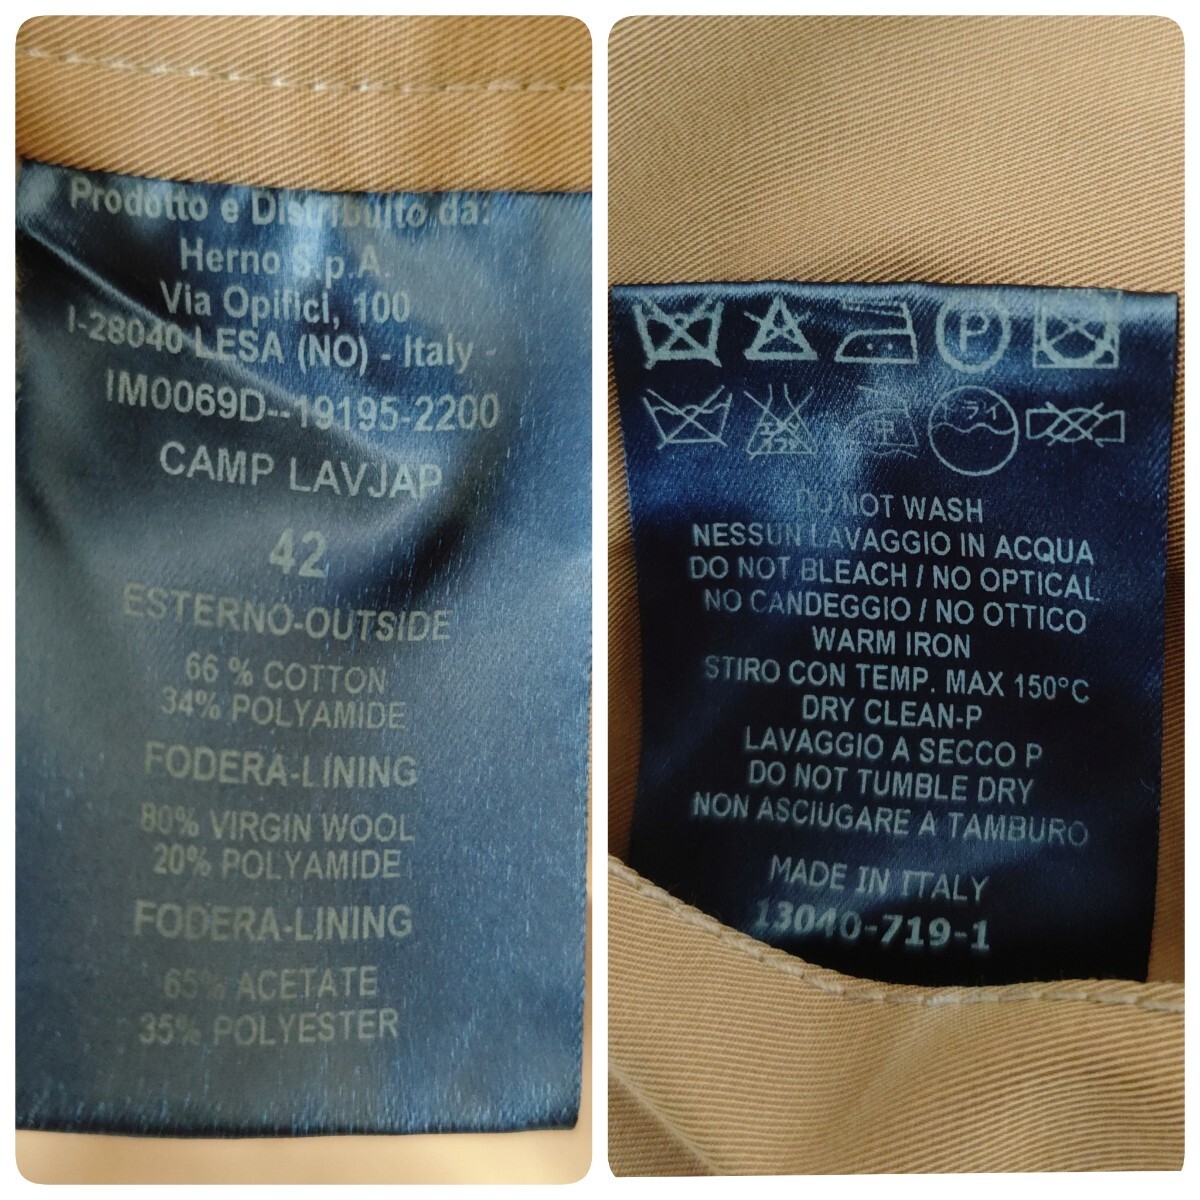 Prodotto e Distribuito da:
Herno S.p.A.
Via Opifici, 100
I-28040 LESA (NO) - Italy -
IM0069D--19195-2200
CAMP LAVJAP
42
ESTERNO-OUTSIDE
66 % COTTON
34% POLYAMIDE
FODERA-LINING
80% VIRGIN WOOL
20% POLYAMIDE
FODERA-LINING
65% ACETATE
35% POLYESTER
P
ドライ
DO NOT WASH
NESSUN LAVAGGIO IN ACQUA
DO NOT BLEACH / NO OPTICAL
NO CANDEGGIO / NO OTTICO
WARM IRON
STIRO CON TEMP. MAX 150°C
DRY CLEAN-P
LAVAGGIO A SECCO P
DO NOT TUMBLE DRY
NON ASCIUGARE A TAMBURO
MADE IN ITALY
13040-719-1